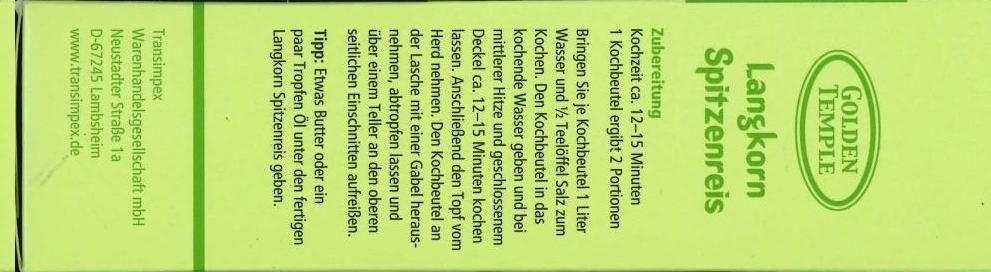 GOLDEN
TEMPLE
Langkorn
Spitzenreis
Zubereitung
Kochzeit ca. 12–15 Minuten
1 Kochbeutel ergibt 2 Portionen
Bringen Sie je Kochbeutel 1 Liter
Wasser und ½ Teelöffel Salz zum
Kochen. Den Kochbeutel in das
kochende Wasser geben und bei
mittlerer Hitze und geschlossenem
Deckel ca. 12–15 Minuten kochen
lassen. Anschließend den Topf vom
Herd nehmen. Den Kochbeutel an
der Lasche mit einer Gabel heraus-
nehmen, abtropfen lassen und
über einem Teller an den oberen
seitlichen Einschnitten aufreißen.
Tipp: Etwas Butter oder ein
paar Tropfen Öl unter den fertigen
Langkorn Spitzenreis geben.
Transimpex
Warenhandelsgesellschaft mbH
Neustadter Straße 1a
D-67245 Lambsheim
www.transimpex.de